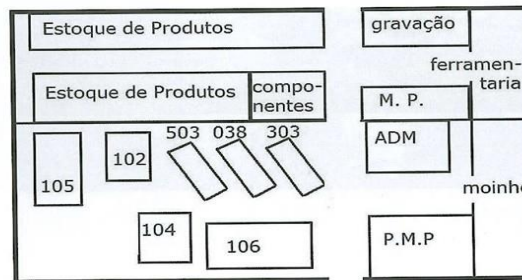 Estoque de Produtos
gravação
ferramen-
taria
Estoque de Produtos
compo-
nentes
M. P.
503 038 303
ADM
102
105
moinho
104
106
P.M.P